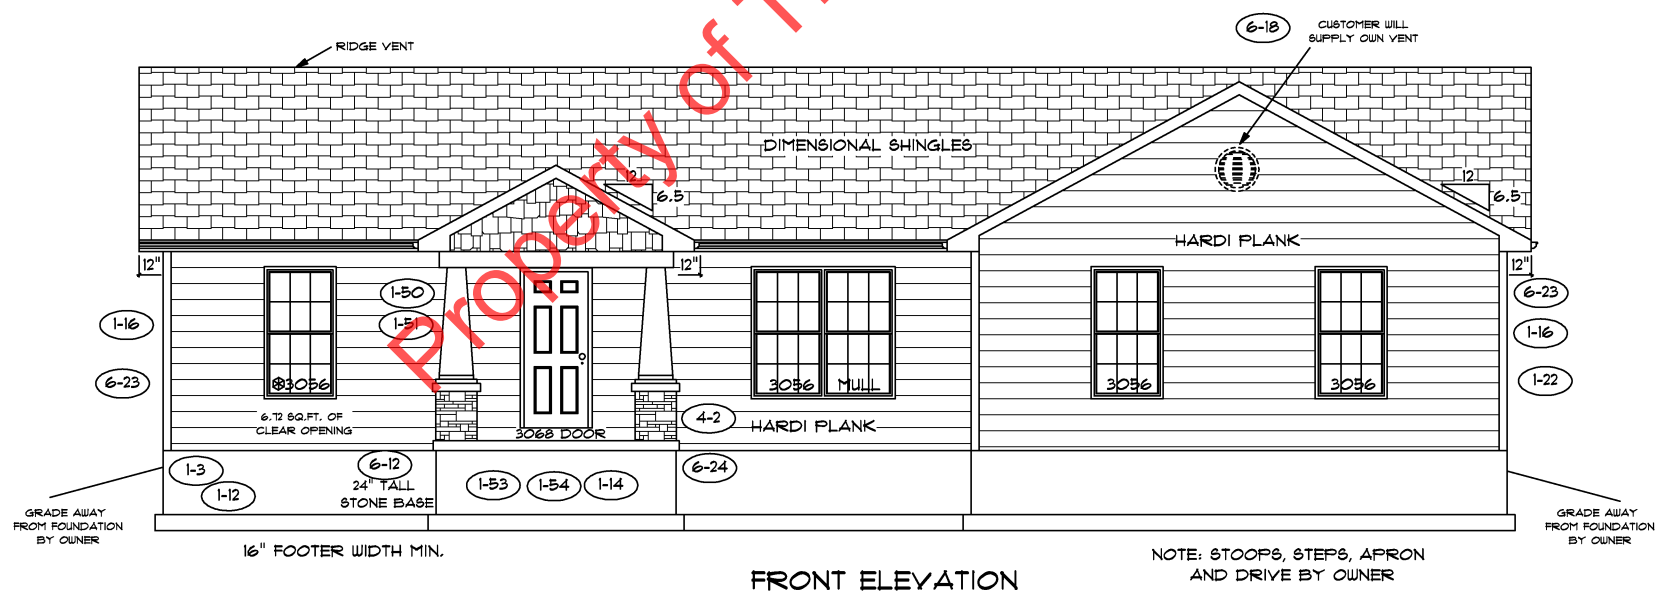 6-18
CUSTOMER WILL
SUPPLY OWN VENT
RIDGE VENT
Property of T
DIMENSIONAL SHINGLES
12
6.5
12
6.5
HARDI PLANK
12"
12"
12"
1-50
1-51
1-16
6-23
6-23
1-16
1-22
3056
3056 MULL
3056
3056
6.72 SQ.FT. OF
CLEAR OPENING
4-2
HARDI PLANK
3068 DOOR
1-3
1-12
6-12
24" TALL
STONE BASE
1-53
1-54
1-14
6-24
GRADE AWAY
FROM FOUNDATION
BY OWNER
GRADE AWAY
FROM FOUNDATION
BY OWNER
16" FOOTER WIDTH MIN.
NOTE: STOOPS, STEPS, APRON
AND DRIVE BY OWNER
FRONT ELEVATION